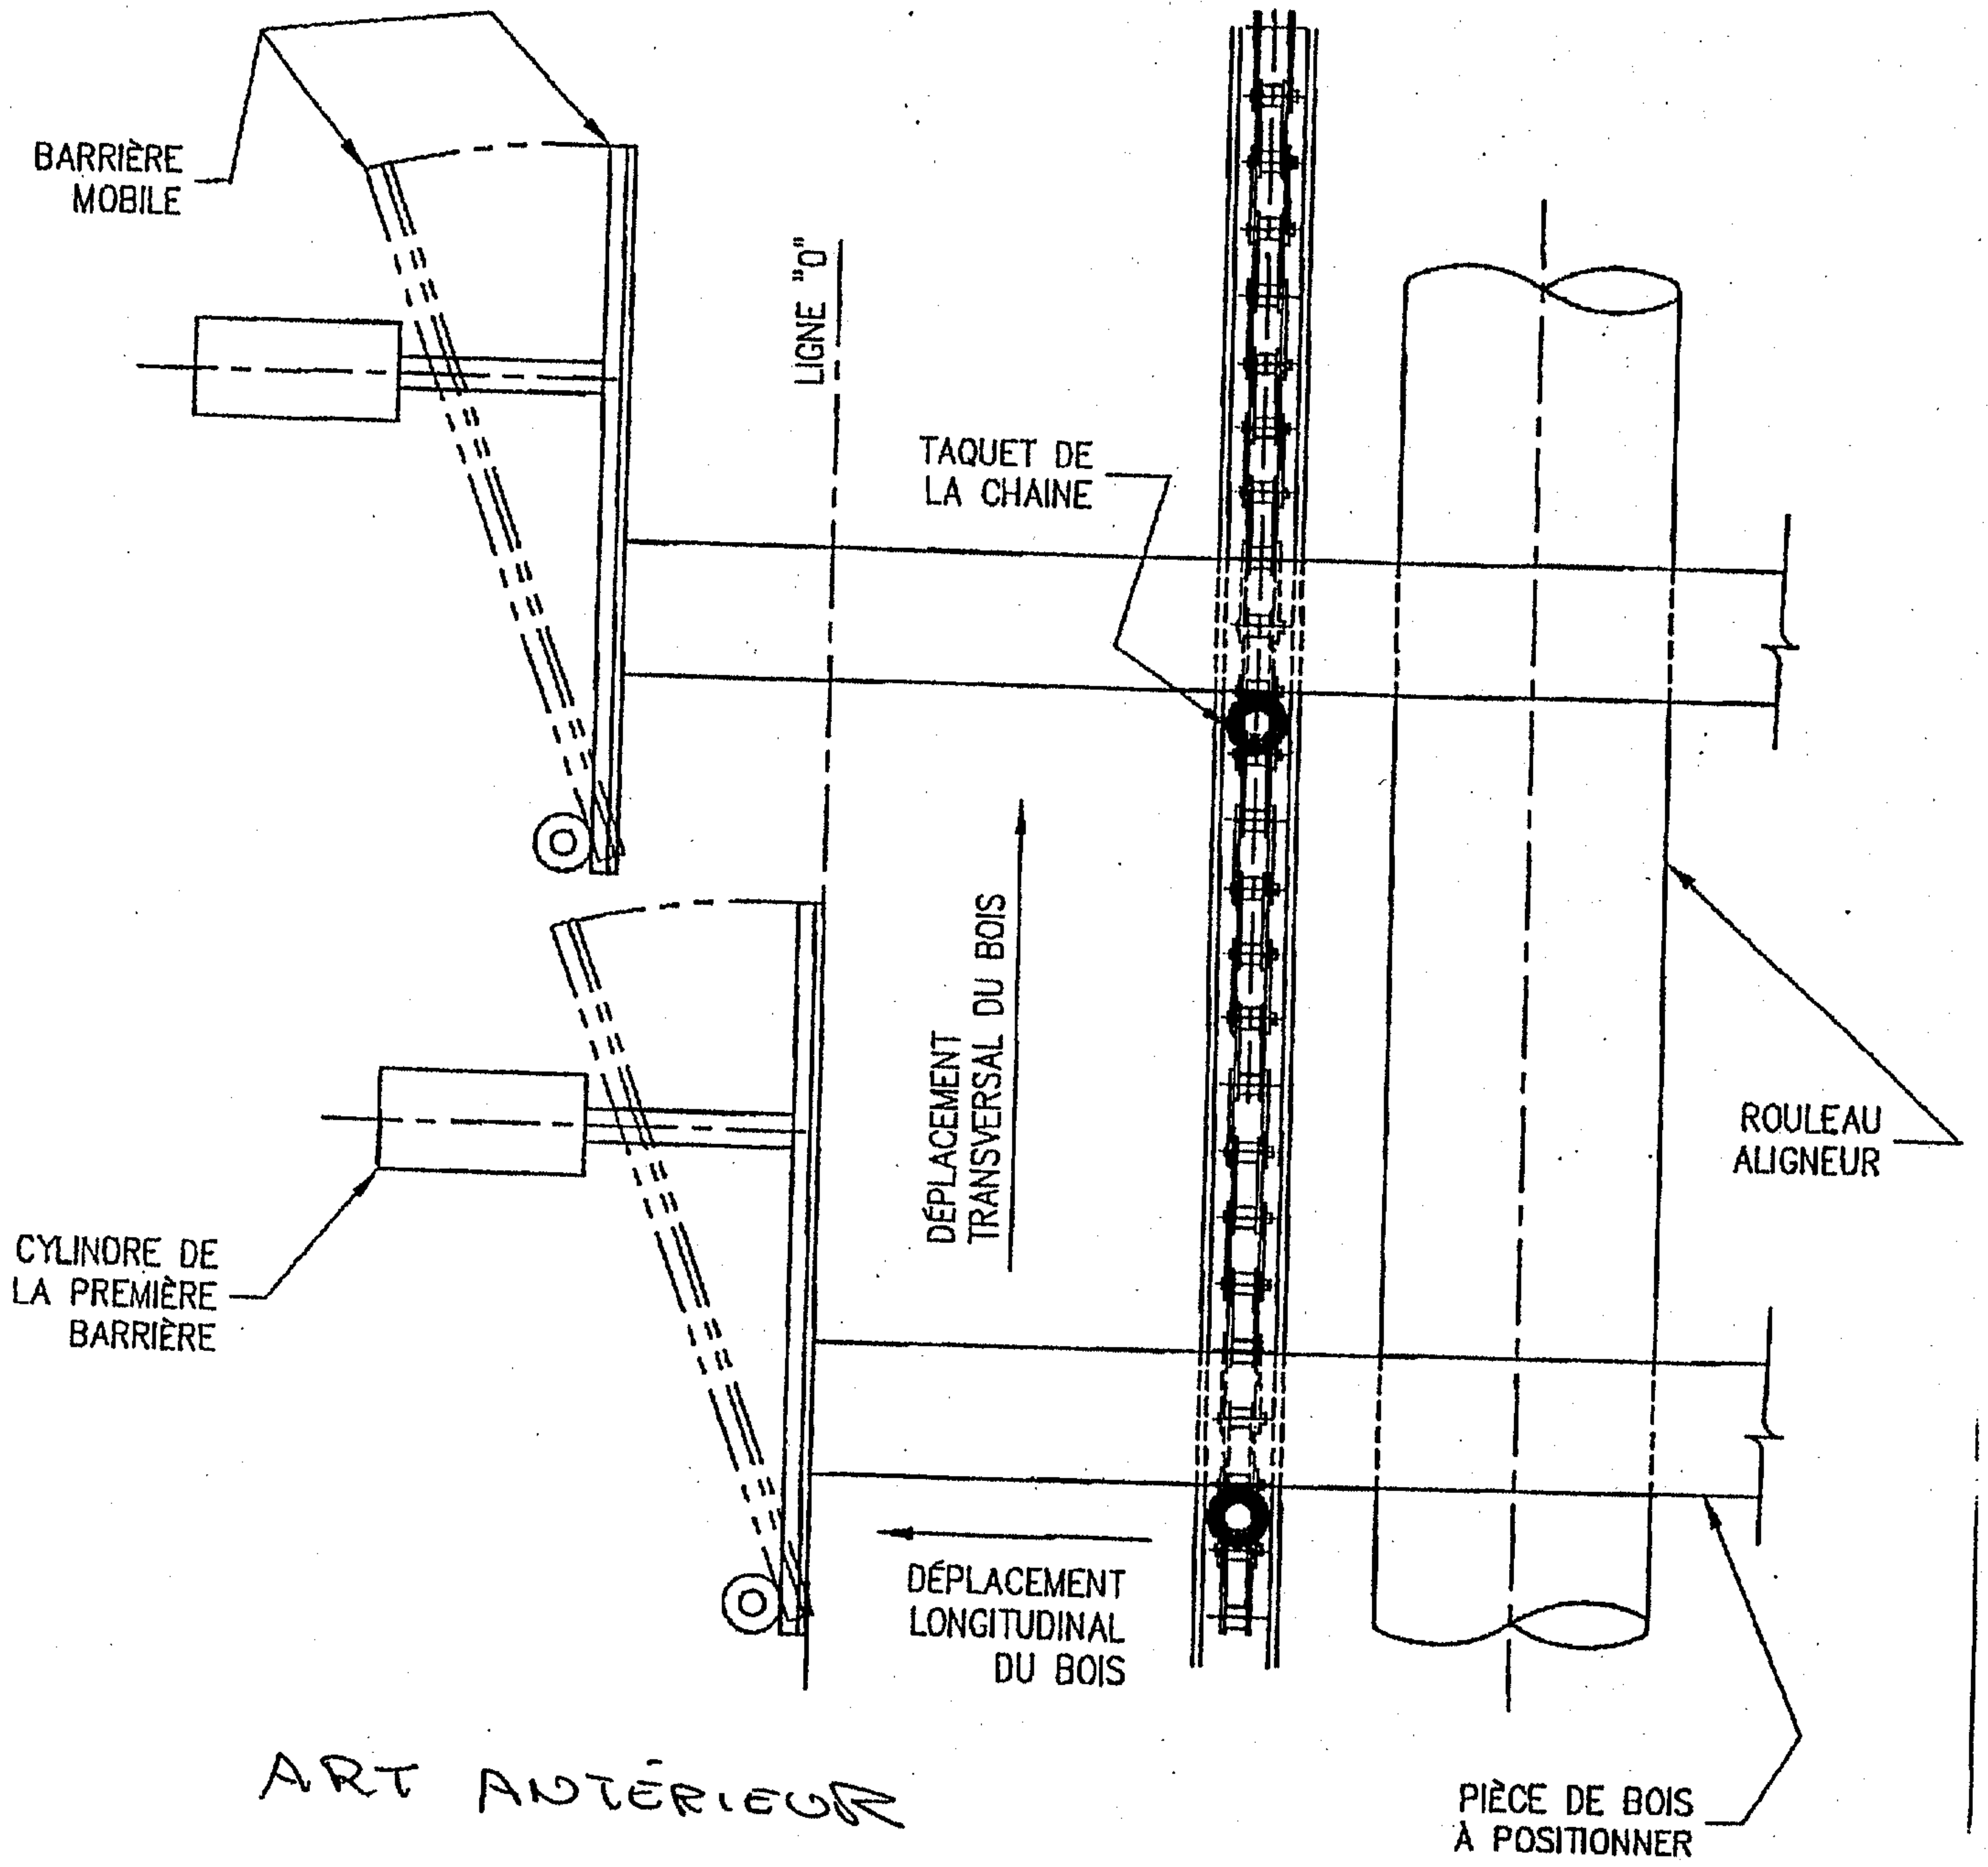 BARRIÈRE
MOBILE
LIGNE "0"
TAQUET DE
LA CHAINE
DÉPLACEMENT
TRANSVERSAL DU BOIS
ROULEAU
ALIGNEUR
CYLINDRE DE
LA PREMIÈRE
BARRIÈRE
DÉPLACEMENT
LONGITUDINAL
DU BOIS
ART ANTÉRIEUR
PIÈCE DE BOIS
À POSITIONNER